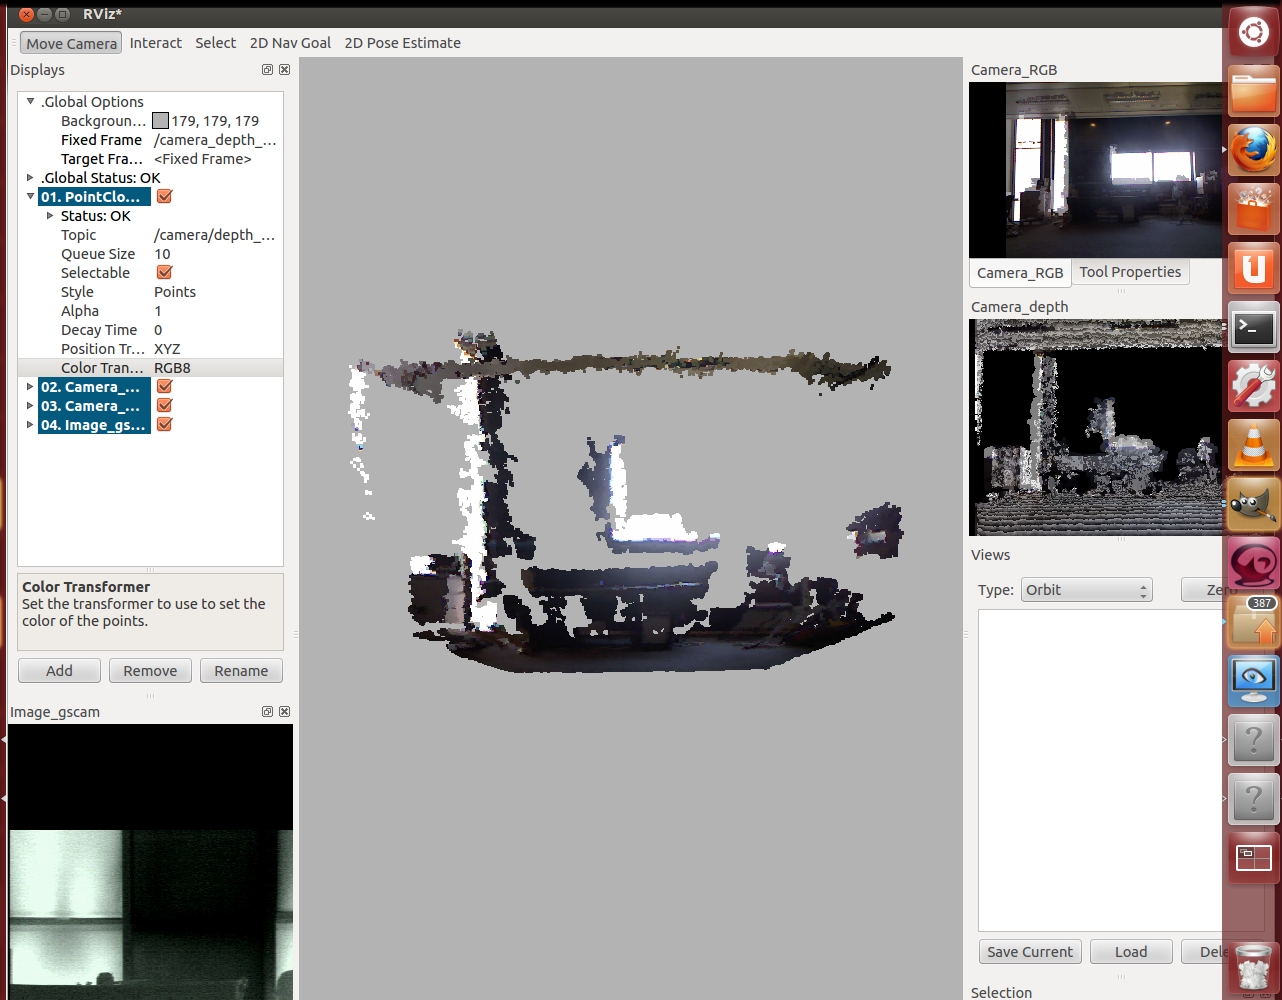 RViz*
Move Camera Interact Select 2D Nav Goal 2D Pose Estimate
Displays
.Global Options
Backgroun... 179, 179, 179
Fixed Frame /camera_depth_...
Target Fra... <Fixed Frame>
.Global Status: OK
01. PointClo...
Status: OK
Topic /camera/depth_...
Queue Size 10
Selectable
Style Points
Alpha 1
Decay Time 0
Position Tr... XYZ
Color Tran... RGB8
02. Camera_...
03. Camera_...
04. Image_gs...
Color Transformer
Set the transformer to use to set the
color of the points.
Add Remove Rename
Image_gscam
Camera_RGB
Camera_RGB Tool Properties
Camera_depth
Views
Type: Orbit Zero
Save Current Load Dele
Selection
387